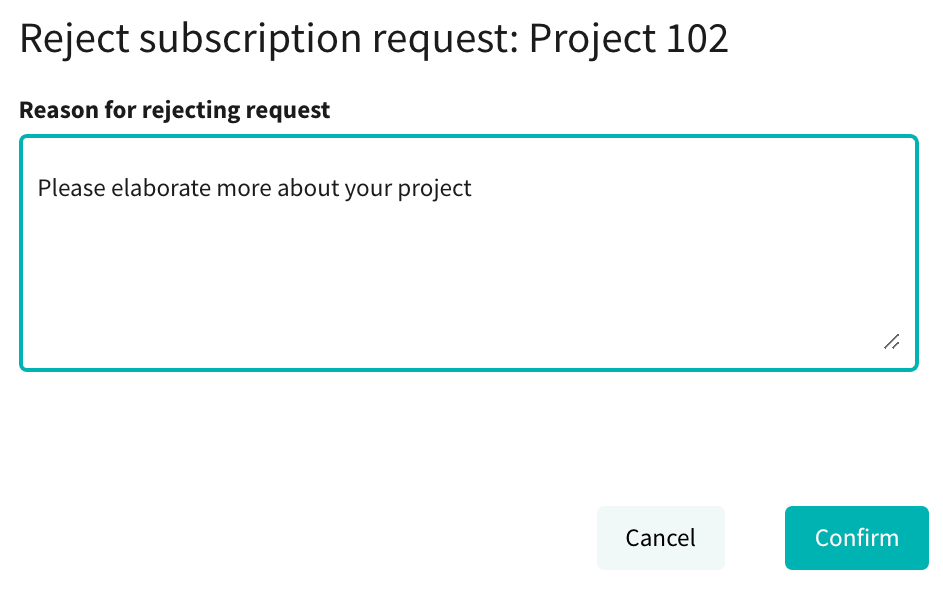 Reject subscription request: Project 102
Reason for rejecting request
Please elaborate more about your project
Cancel
Confirm